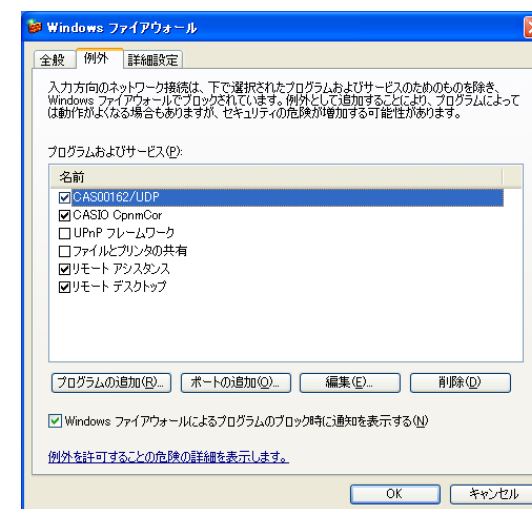 Windows ファイアウォール
全般 例外 詳細設定
入力方向のネットワーク接続は、下で選択されたプログラムおよびサービスのためのものを除き、
Windows ファイアウォールでブロックされています。例外として追加することにより、プログラムによって
は動作がよくなる場合もありますが、セキュリティの危険が増加する可能性があります。
プログラムおよびサービス(P):
名前
CAS00162/UDP
CASIO CpnmCor
UPnP フレームワーク
ファイルとプリンタの共有
リモート アシスタンス
リモート デスクトップ
プログラムの追加(R)... ポートの追加(O)... 編集(E)... 削除(D)
Windows ファイアウォールによるプログラムのブロック時に通知を表示する(N)
例外を許可することの危険の詳細を表示します。
OK キャンセル